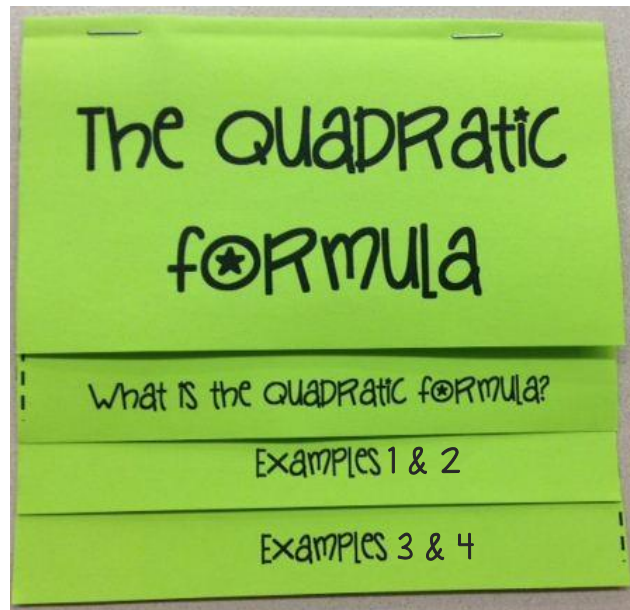 The Quadratic
formula
What is the Quadratic formula?
Examples 1 & 2
Examples 3 & 4